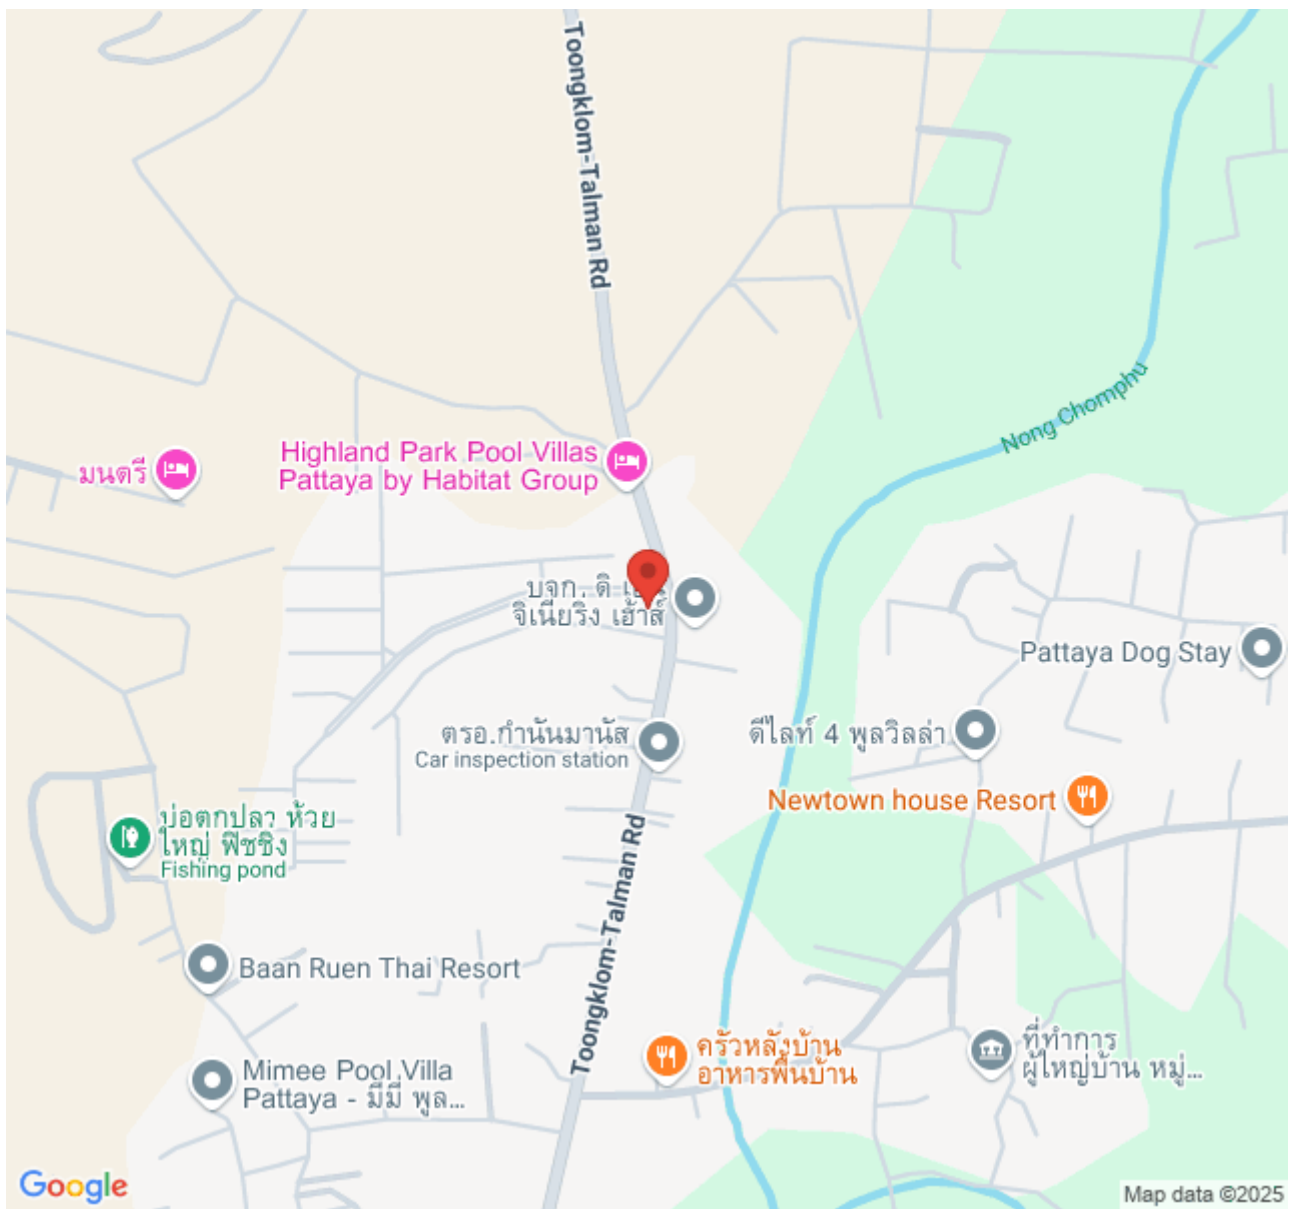 Toongklom-Talman Rd
Nong Chomphu
Highland Park Pool Villas
Pattaya by Habitat Group
มนตรี
บจก. ดิ
จิเนียริง เฮ้าส์
Pattaya Dog Stay
ตรอ.กำนันมานัส
Car inspection station
ดีไลท์ 4 พูลวิลล่า
Newtown house Resort
บ่อตกปลา ห้วย
ใหญ่ ฟิชชิง
Fishing pond
Toongklom-Talman Rd
Baan Ruen Thai Resort
ครัวหลังบ้าน
อาหารพื้นบ้าน
ที่ทำการ
ผู้ใหญ่บ้าน หมู่...
Mimee Pool Villa
Pattaya - มีมี่ พูล...
Google
Map data ©2025